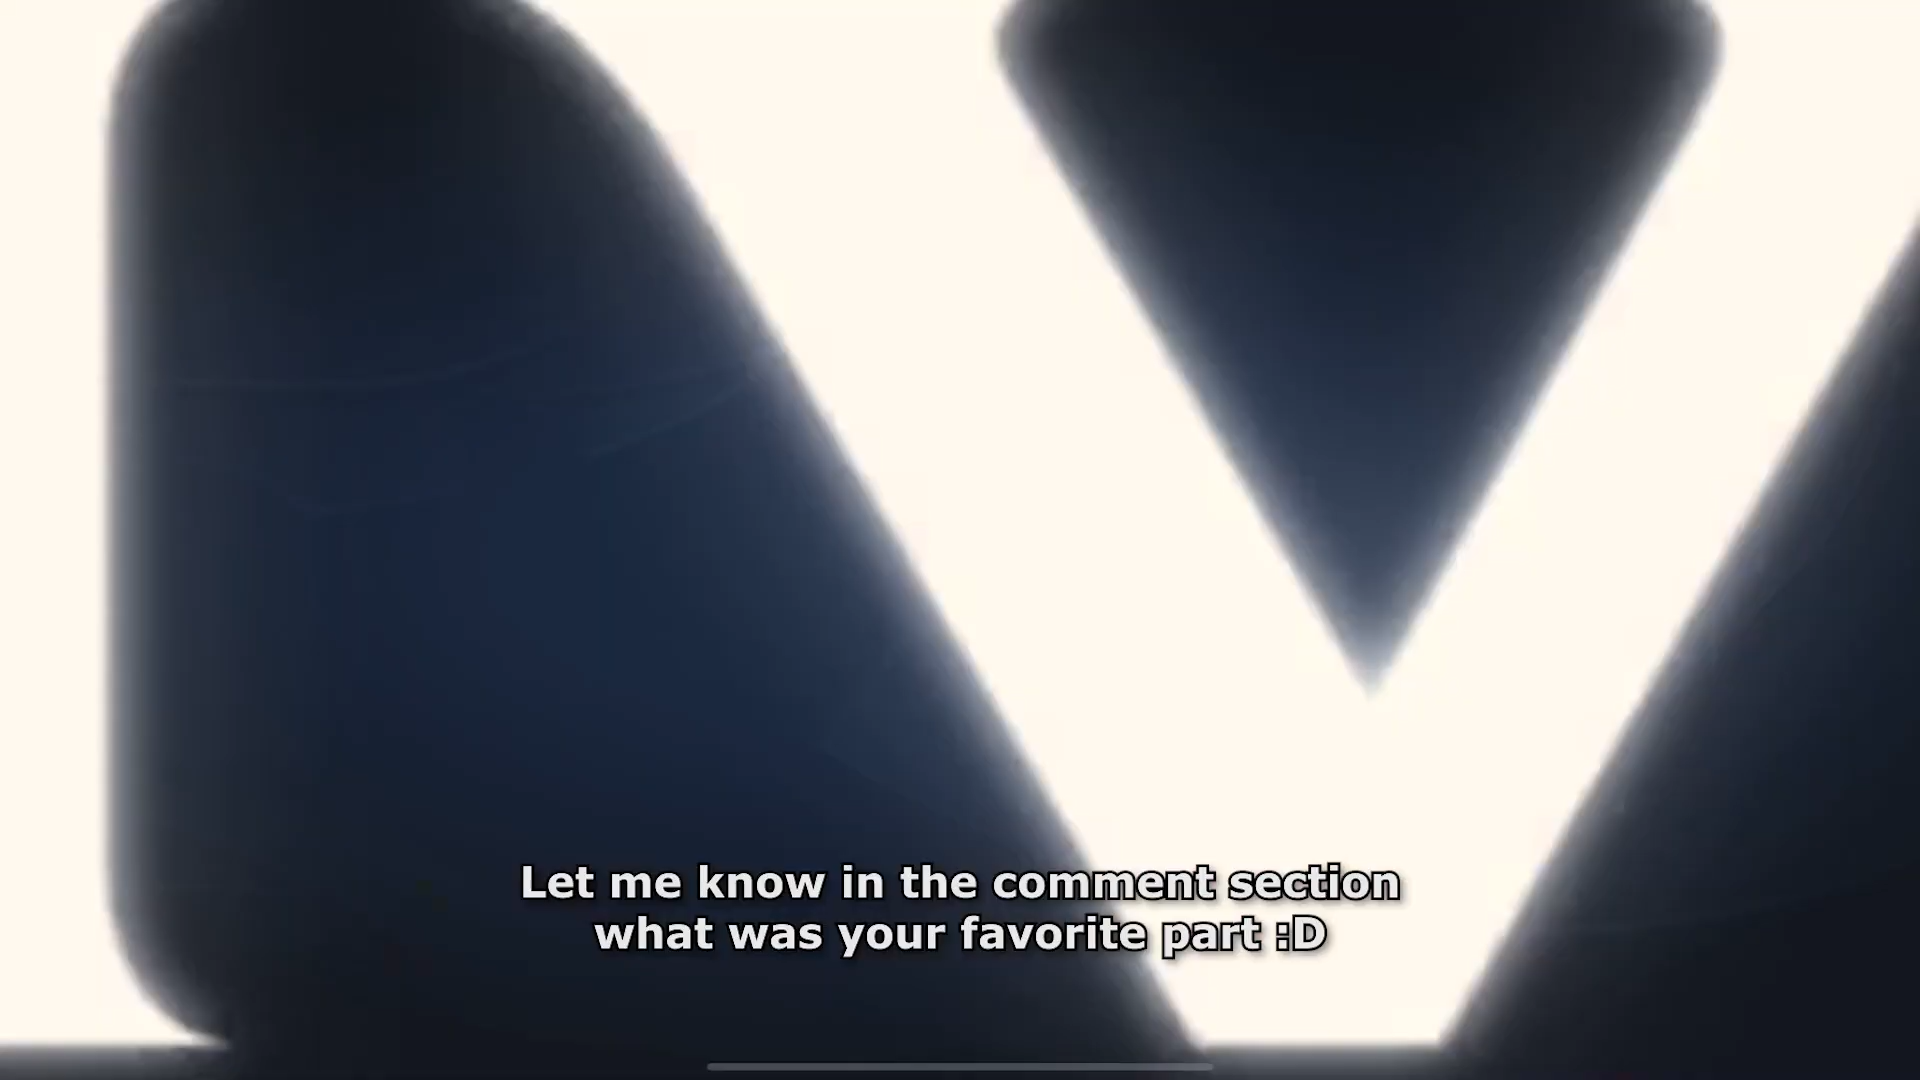 Let me know in the comment section
what was your favorite part :D